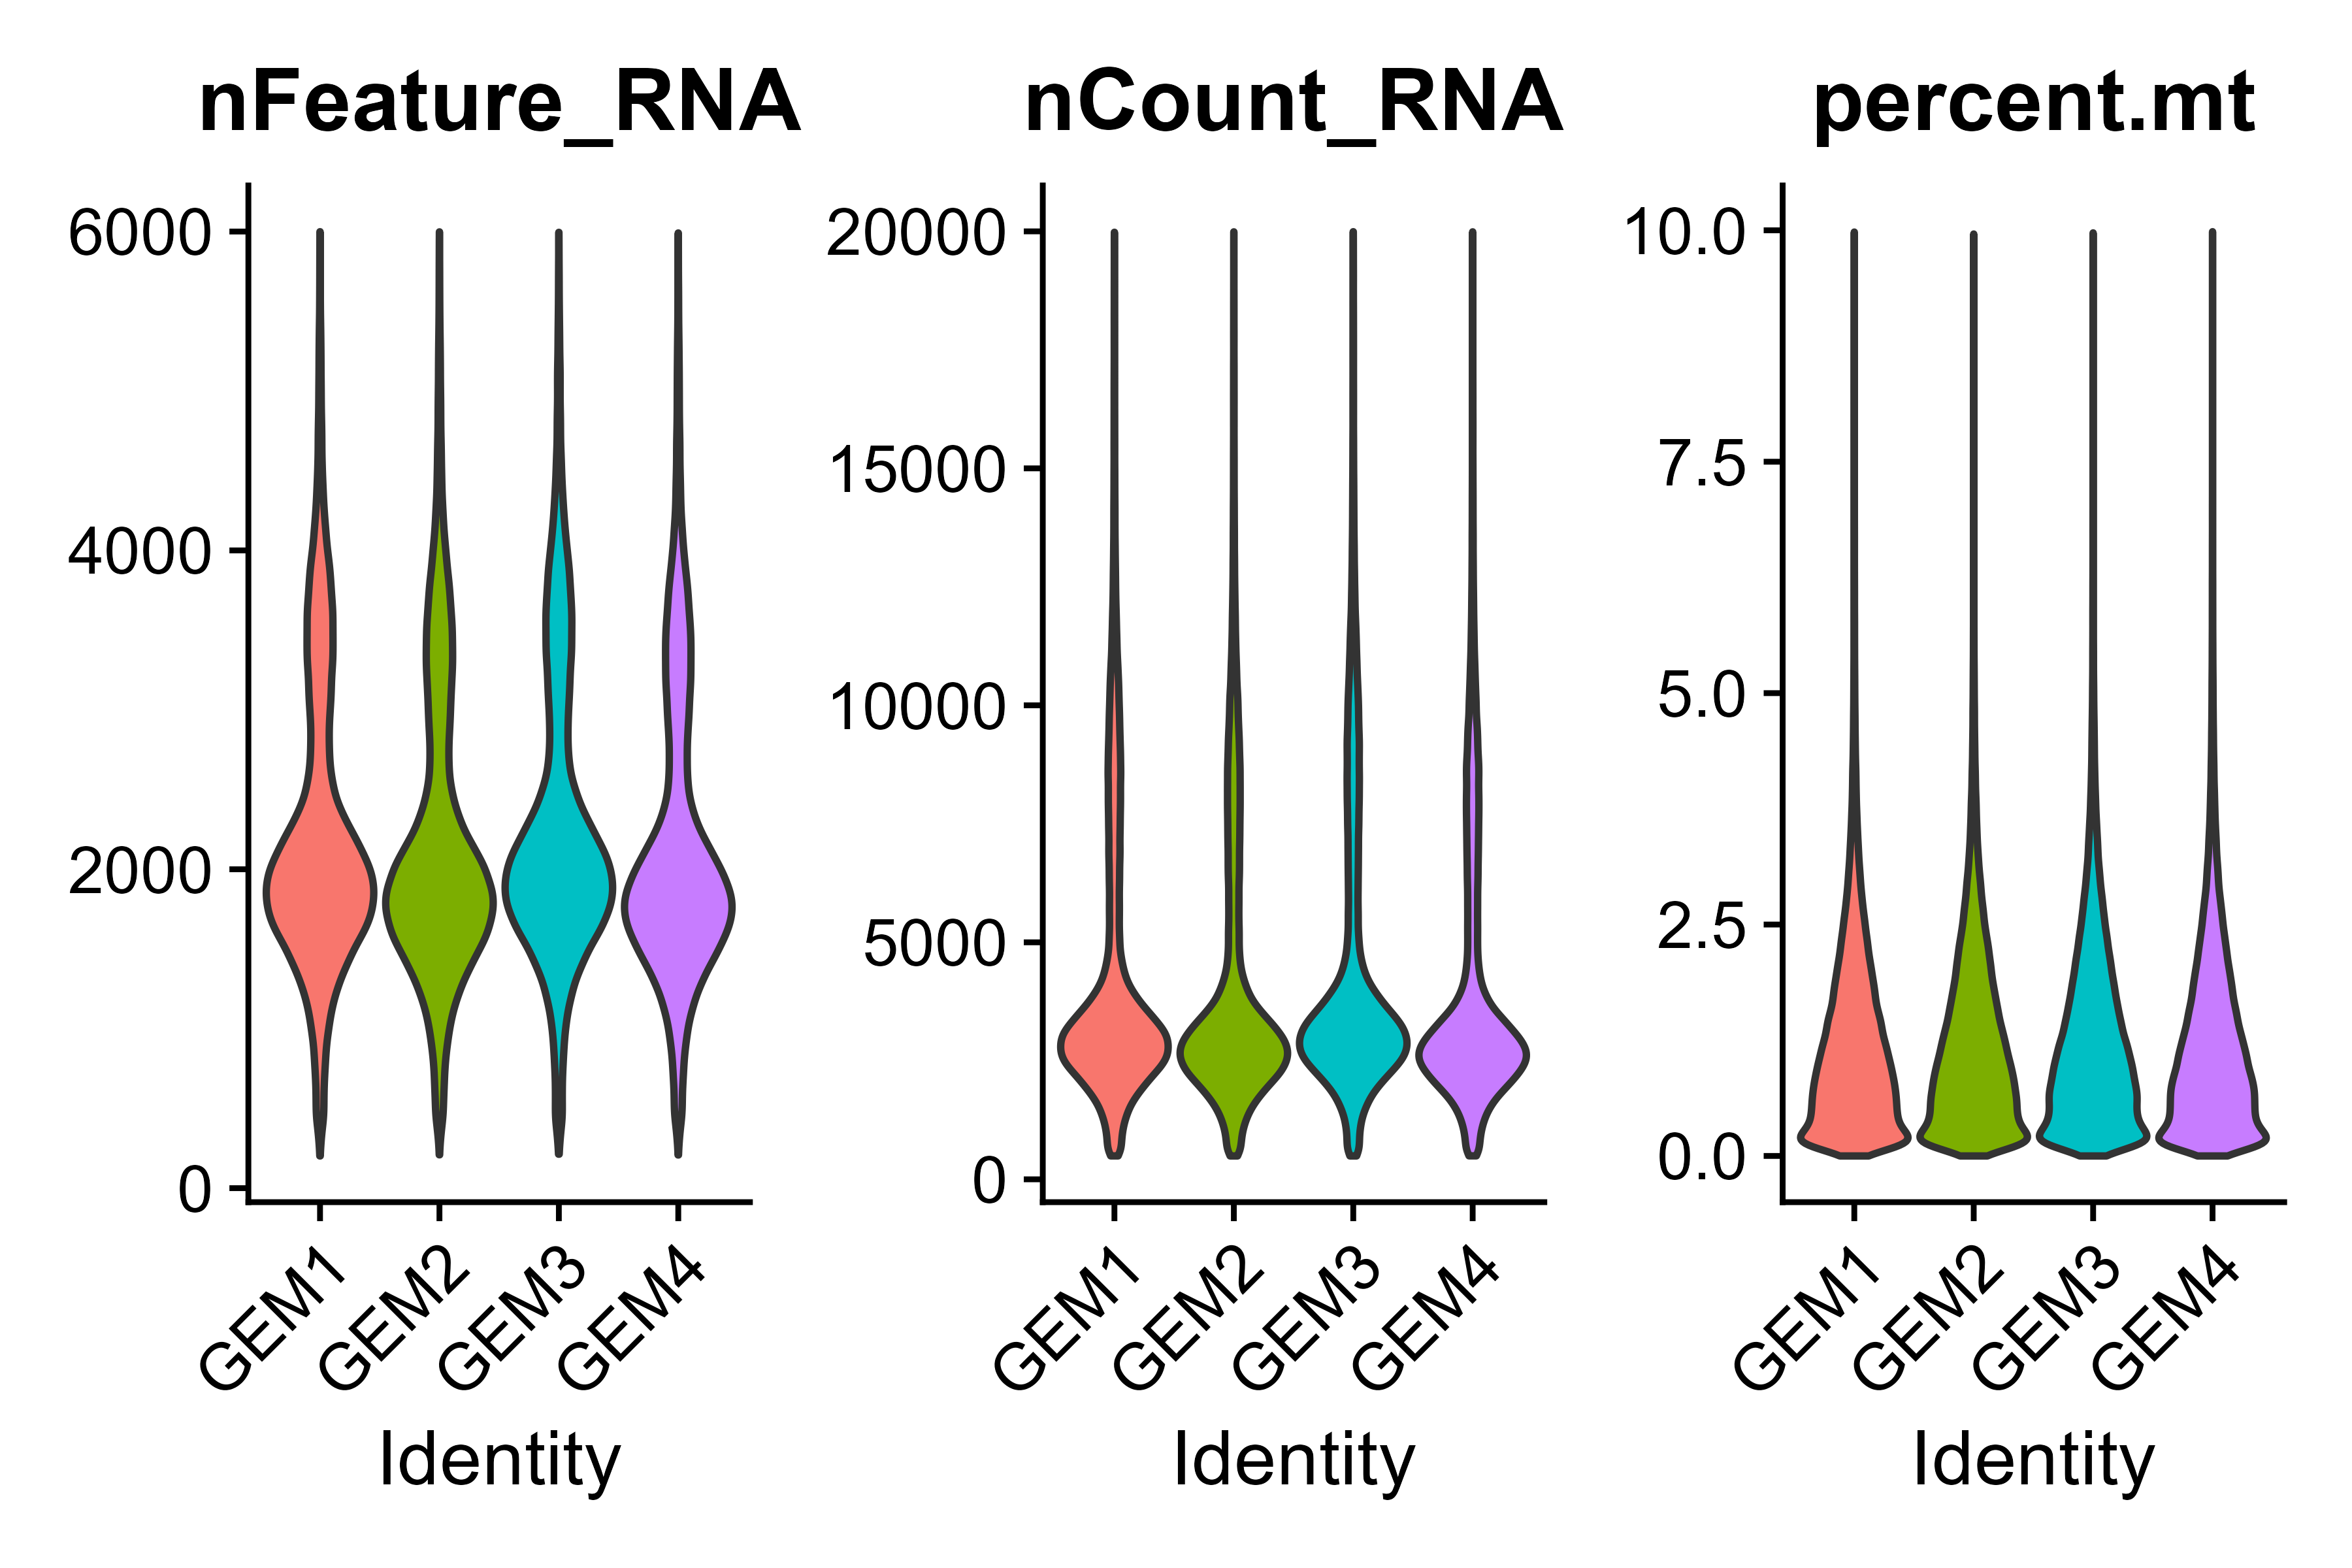 nFeature_RNA
6000
4000
2000
0
GEM1 GEM2 GEM3 GEM4
Identity
nCount_RNA
20000
15000
10000
5000
0
GEM1 GEM2 GEM3 GEM4
Identity
percent.mt
10.0
7.5
5.0
2.5
0.0
GEM1 GEM2 GEM3 GEM4
Identity